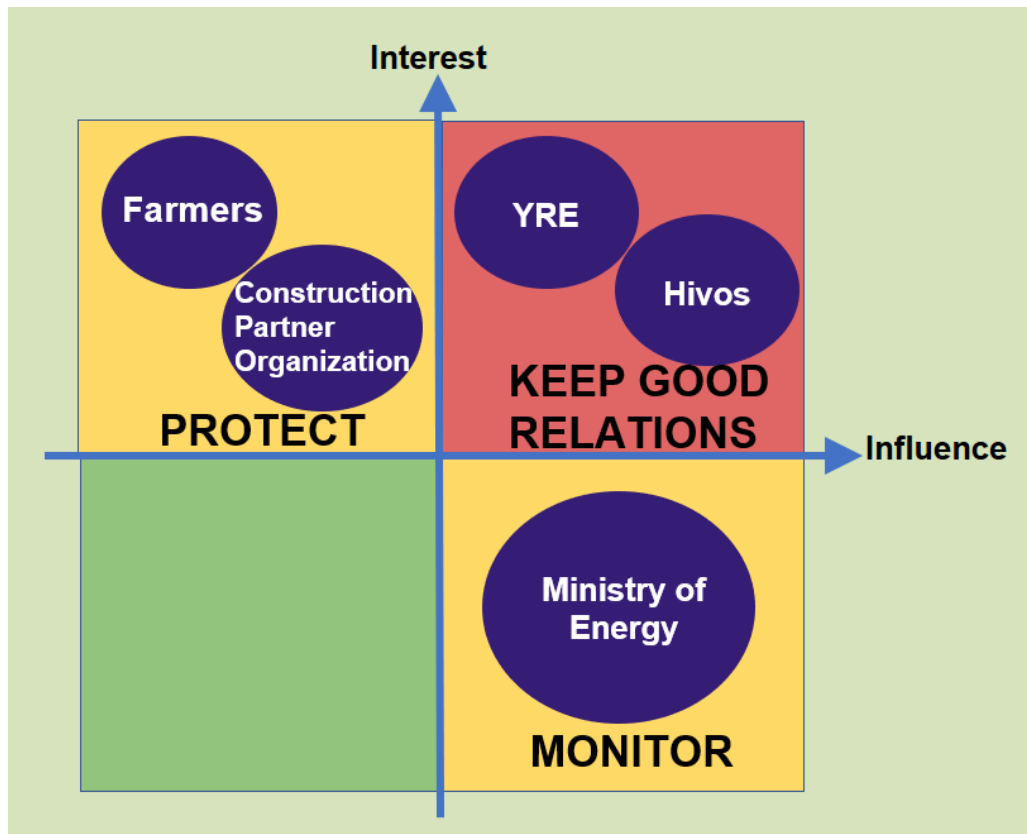 Interest
Farmers
YRE
Construction
Partner
Organization
Hivos
PROTECT
KEEP GOOD
RELATIONS
Influence
Ministry of
Energy
MONITOR